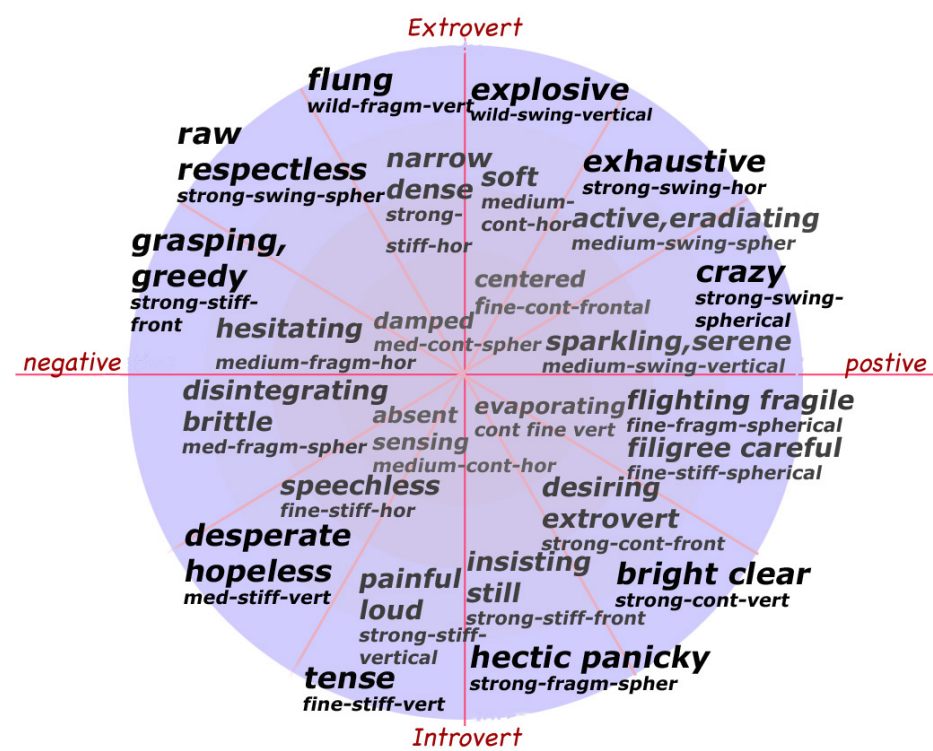 Extrovert
flung
wild-fragm-vert
explosive
wild-swing-vertical
raw
respectless
strong-swing-spher
narrow
dense
strong-
stiff-hor
soft
medium-
cont-hor
exhaustive
strong-swing-hor
active,eradiating
medium-swing-spher
grasping,
greedy
strong-stiff-
front
centered
fine-cont-frontal
crazy
strong-swing-
spherical
hesitating
medium-fragm-hor
damped
med-cont-spher
sparkling,serene
medium-swing-vertical
negative
postive
disintegrating
brittle
med-fragm-spher
absent
sensing
medium-cont-hor
evaporating
cont fine vert
flighting fragile
fine-fragm-spherical
filigree careful
fine-stiff-spherical
speechless
fine-stiff-hor
desiring
extrovert
strong-cont-front
desperate
hopeless
med-stiff-vert
painful
loud
strong-stiff-
vertical
insisting
still
strong-stiff-front
bright clear
strong-cont-vert
tense
fine-stiff-vert
hectic panicky
strong-fragm-spher
Introvert